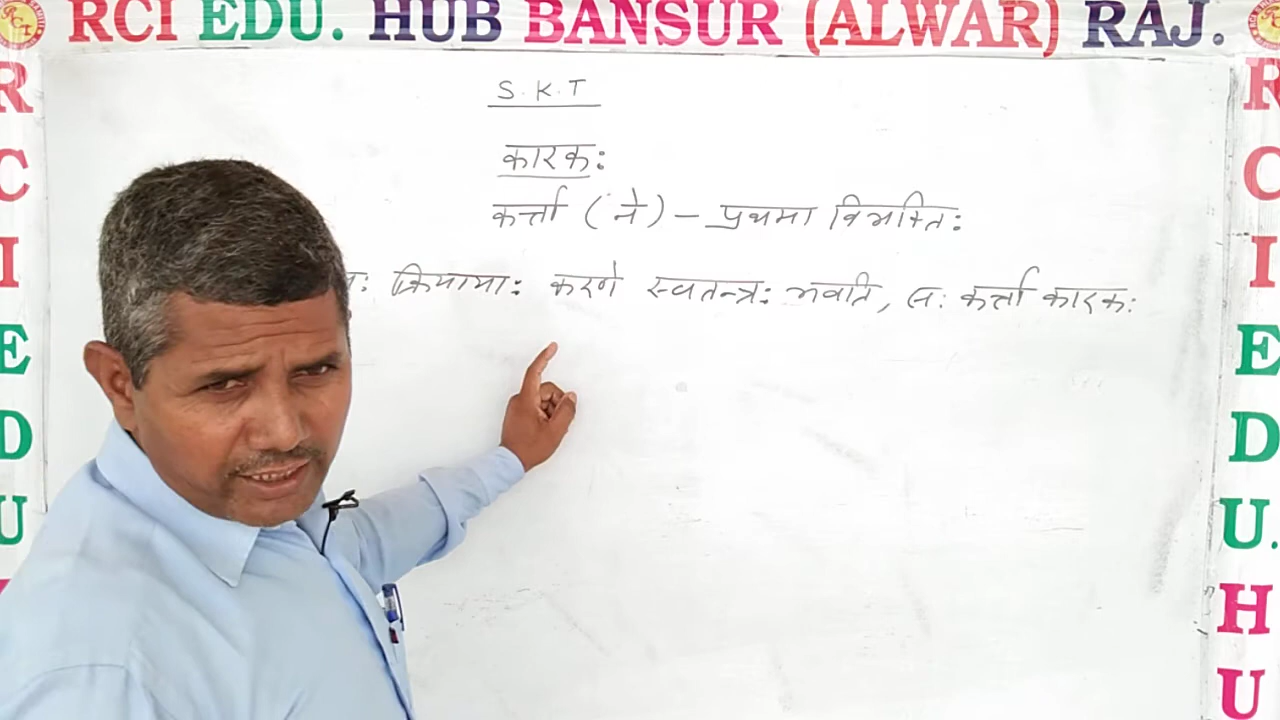 RCI EDU. HUB BANSUR (ALWAR) RAJ.
S.K.T
कारकः
कर्त्ता (ने) – प्रथमा विभक्तिः
क्रियायाः करणे स्वतन्त्रः भवति, सः कर्त्ता कारकः
R
C
I
E
D
U
R
C
I
E
D
U.
H
U